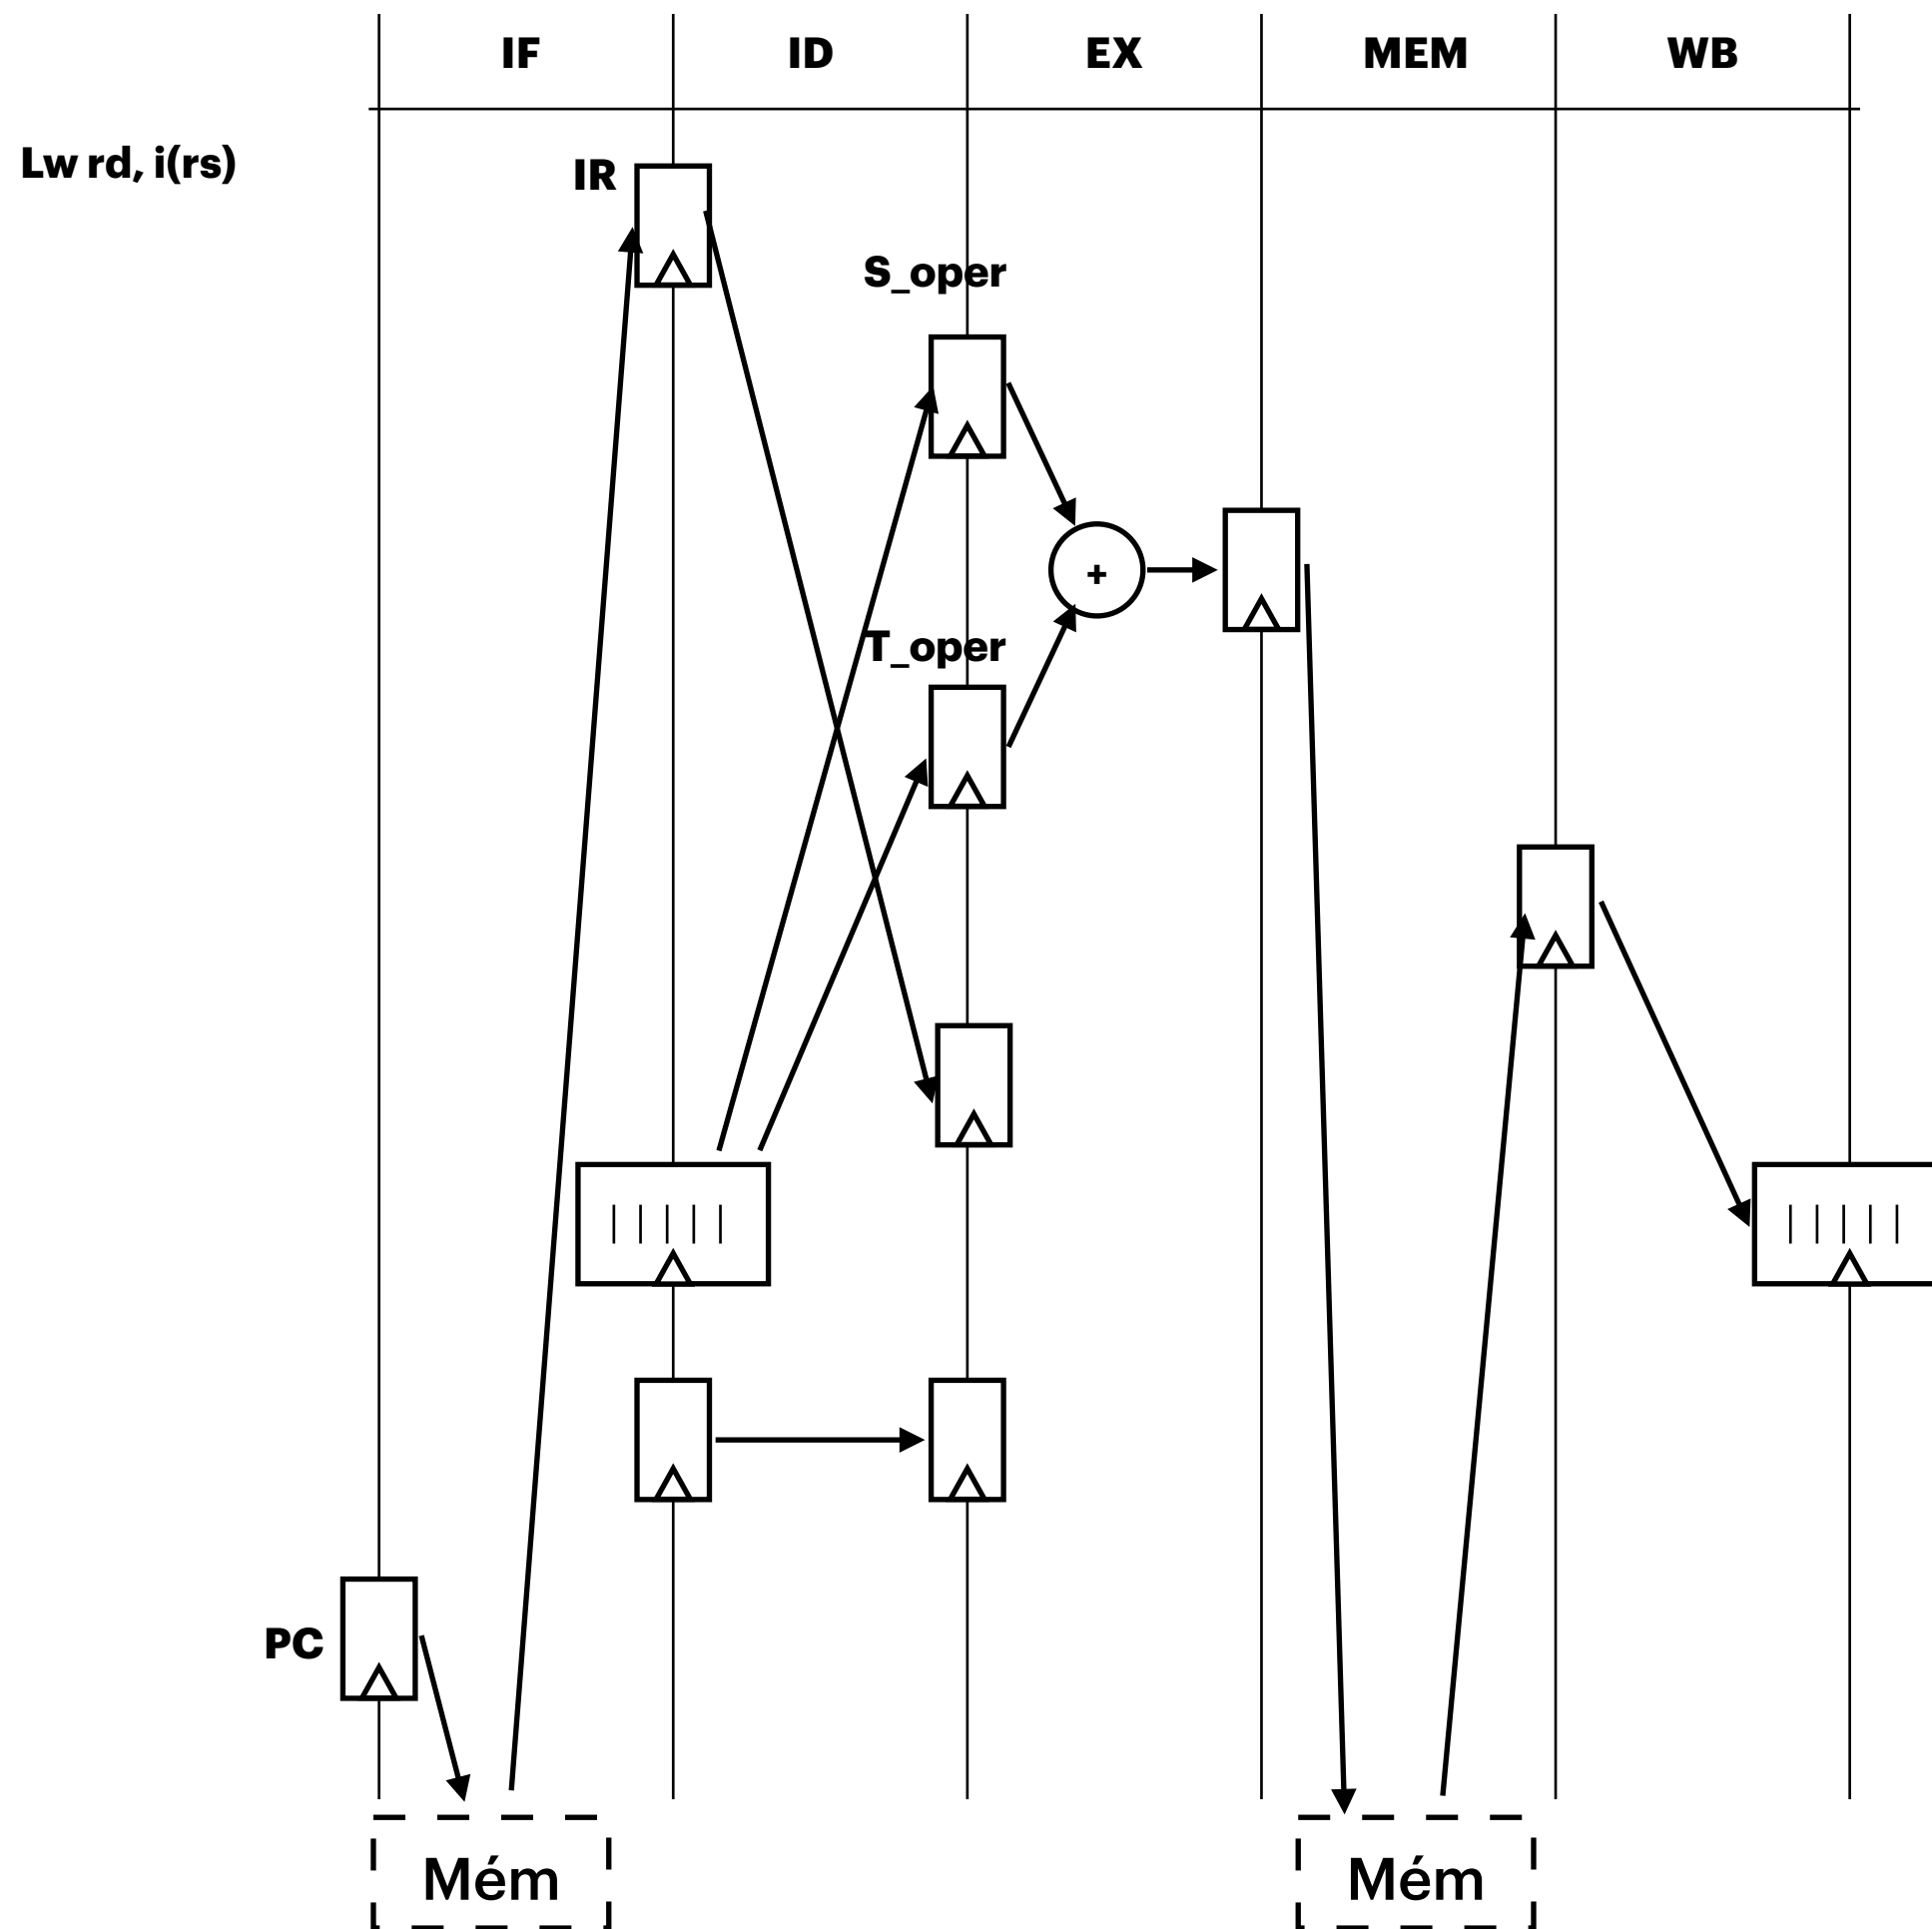 IF ID EX MEM WB
Lw rd, i(rs)
IR
S_oper
+
T_oper
PC
Mém Mém